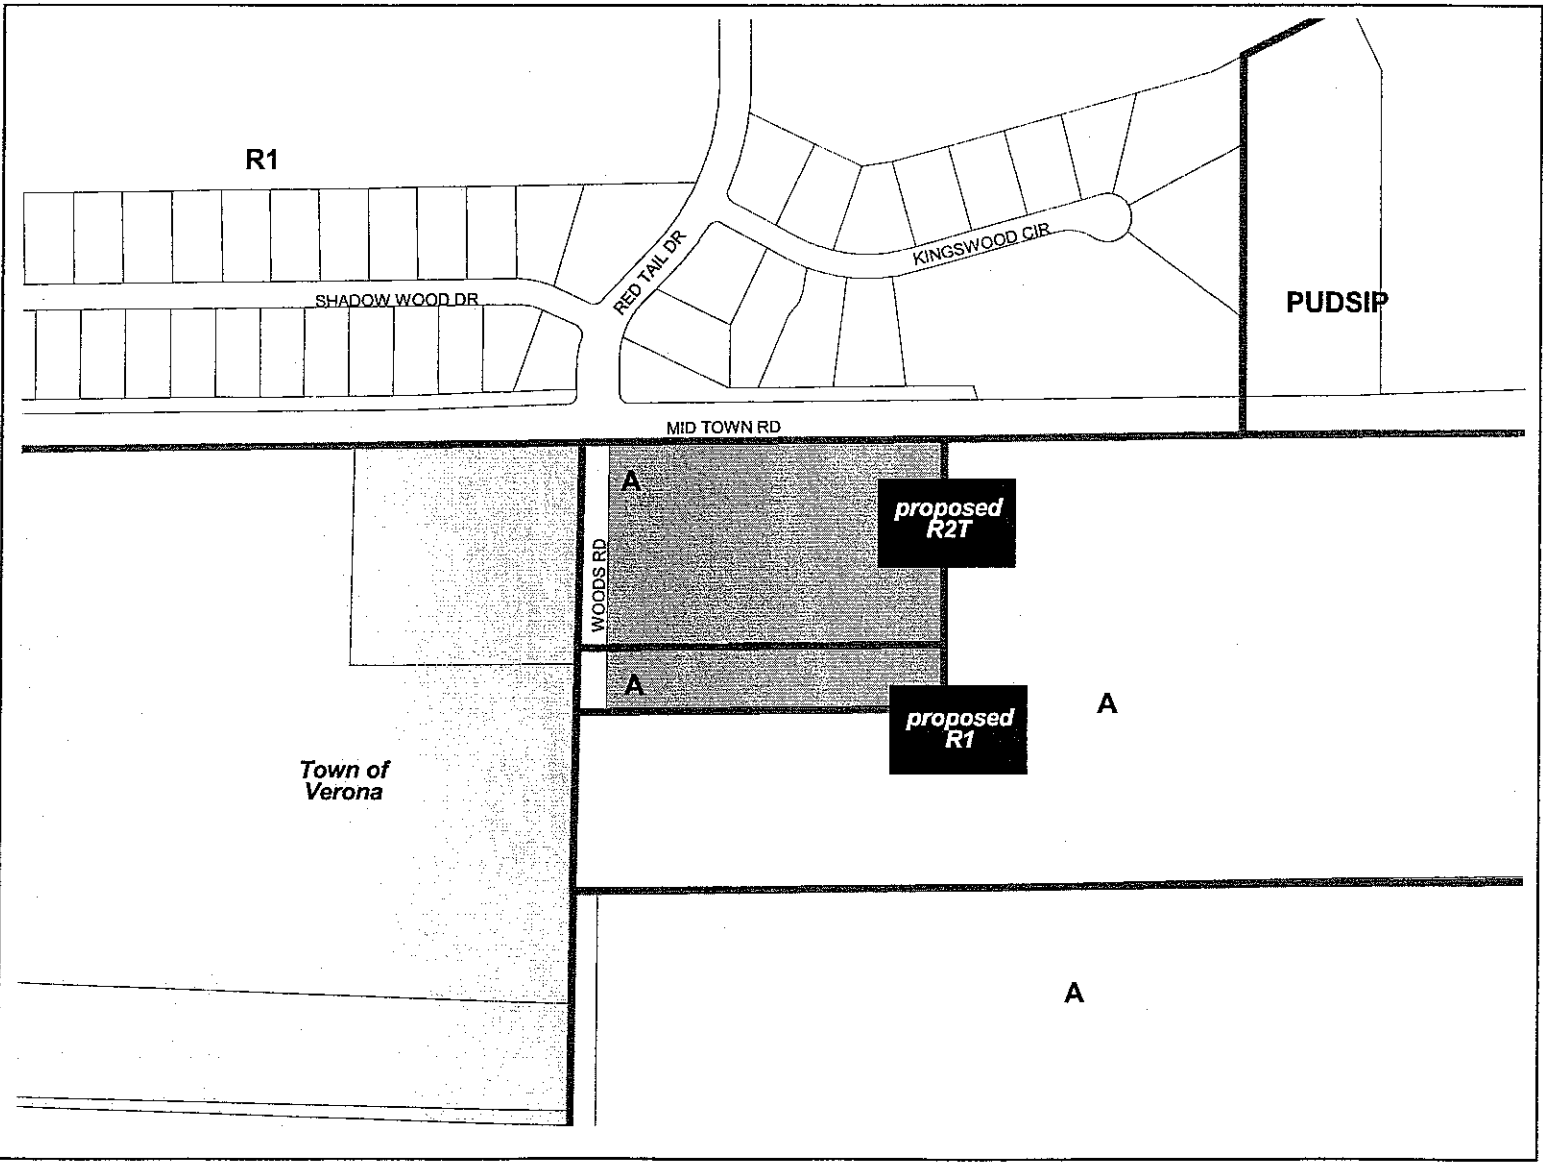 R1
RED TAIL DR
KINGSWOOD CIR
SHADOW WOOD DR
PUDSIP
MID TOWN RD
A
proposed
R2T
WOODS RD
A
A
proposed
R1
Town of
Verona
A